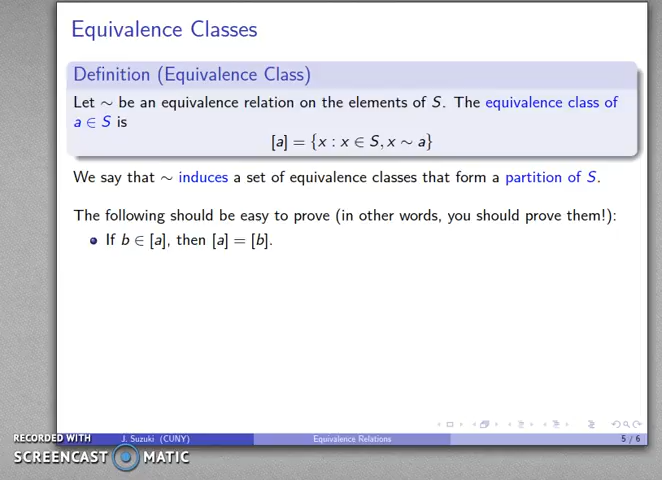 Equivalence Classes
Definition (Equivalence Class)
Let ∼ be an equivalence relation on the elements of S. The equivalence class of
a ∈ S is
[a] = {x : x ∈ S, x ∼ a}
We say that ∼ induces a set of equivalence classes that form a partition of S.
The following should be easy to prove (in other words, you should prove them!):
If b ∈ [a], then [a] = [b].
J. Suzuki (CUNY) Equivalence Relations 5 / 6
RECORDED WITH
SCREENCAST MATIC